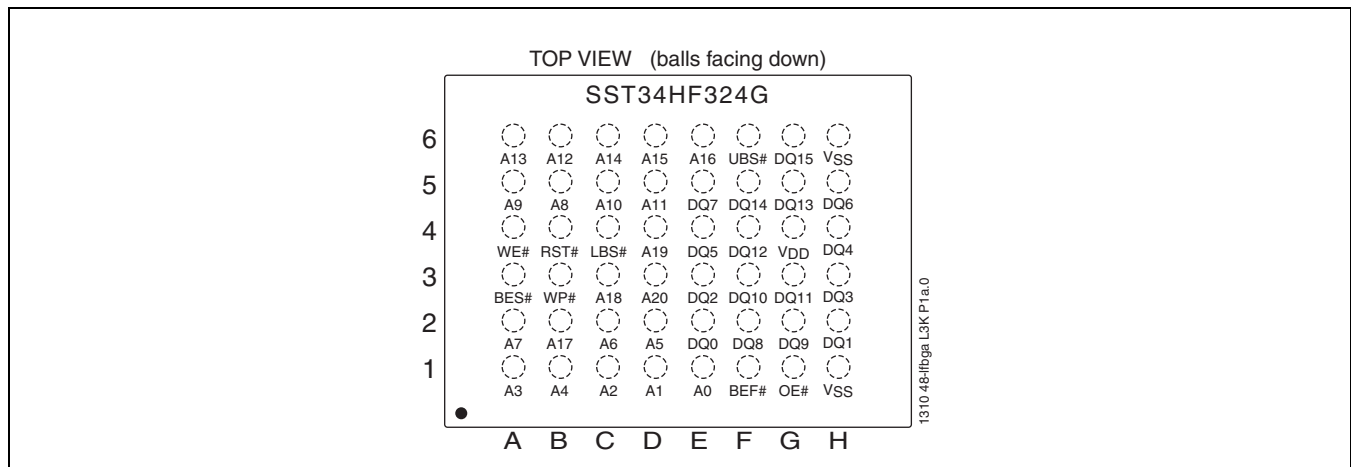 TOP VIEW (balls facing down)
SST34HF324G
6
A13 A12 A14 A15 A16 UBS# DQ15 VSS
5
A9 A8 A10 A11 DQ7 DQ14 DQ13 DQ6
4
WE# RST# LBS# A19 DQ5 DQ12 VDD DQ4
3
BES# WP# A18 A20 DQ2 DQ10 DQ11 DQ3
2
A7 A17 A6 A5 DQ0 DQ8 DQ9 DQ1
1
A3 A4 A2 A1 A0 BEF# OE# VSS
A B C D E F G H
1310 48-lfbga L3K P1a.0